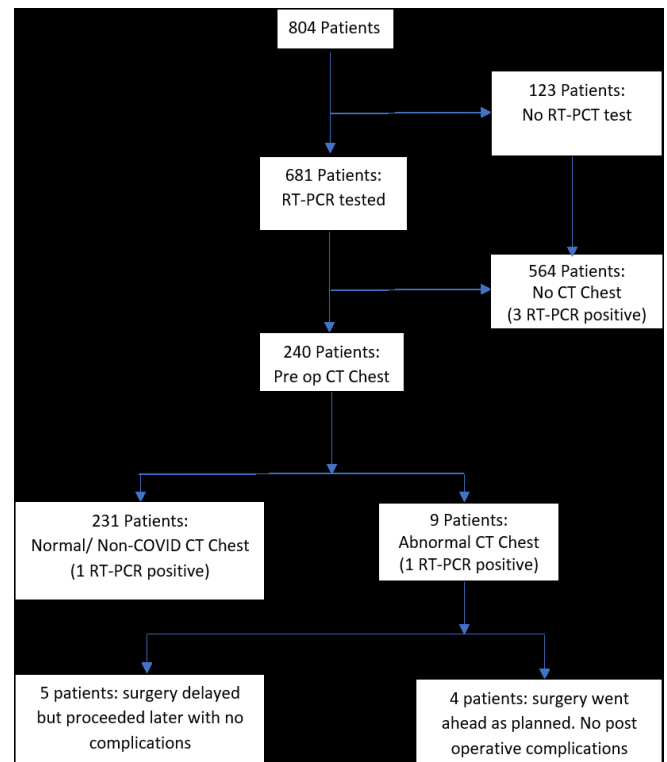 804 Patients
123 Patients:
No RT-PCT test
681 Patients:
RT-PCR tested
564 Patients:
No CT Chest
(3 RT-PCR positive)
240 Patients:
Pre op CT Chest
231 Patients:
Normal/ Non-COVID CT Chest
(1 RT-PCR positive)
9 Patients:
Abnormal CT Chest
(1 RT-PCR positive)
5 patients: surgery delayed
but proceeded later with no
complications
4 patients: surgery went
ahead as planned. No post
operative complications